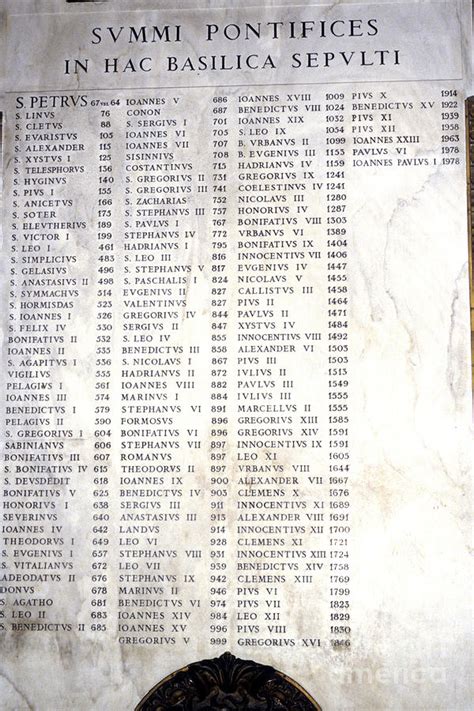 SVMMI PONTIFICES
IN HAC BASILICA SEPVLTI
S. PETRVS 67 VEL 64
S. LINVS 76
S. CLETVS 88
S. EVARISTVS 105
S. ALEXANDER 115
S. XYSTVS I 125
S. TELESPHORVS 136
S. HYGINVS 140
S. PIVS I 155
S. ANICETVS 166
S. SOTER 175
S. ELEVTHERIVS 189
S. VICTOR I 199
S. LEO I 461
S. SIMPLICIVS 483
S. GELASIVS 496
S. ANASTASIVS II 498
S. SYMMACHVS 514
S. HORMISDAS 523
S. IOANNES I 526
S. FELIX IV 530
BONIFATIVS II 532
IOANNES II 535
S. AGAPITVS I 536
VIGILIVS 555
PELAGIVS I 561
IOANNES III 574
BENEDICTVS I 579
PELAGIVS II 590
S. GREGORIVS I 604
SABINIANVS 606
BONIFATIVS III 607
S. BONIFATIV IV 615
S. DEVSDEDIT 618
BONIFATIVS V 625
HONORIVS I 638
SEVERINVS 640
IOANNES IV 642
THEODORVS I 649
S. EVGENIVS I 657
S. VITALIANVS 672
ADEODATVS II 676
DONVS 678
S. AGATHO 681
S. LEO II 683
S. BENEDICTVS II 685
IOANNES V 686
CONON 687
S. SERGIVS I 701
IOANNES VI 705
IOANNES VII 707
SISINNIVS 708
COSTANTINVS 715
S. GREGORIVS II 731
S. GREGORIVS III 741
S. ZACHARIAS 752
S. STEPHANVS III 757
S. PAVLVS I 767
STEPHANVS IV 772
HADRIANVS I 795
S. LEO III 816
S. STEPHANVS V 817
S. PASCHALIS I 824
EVGENIVS II 827
VALENTINVS 827
GREGORIVS IV 844
SERGIVS II 847
S. LEO IV 855
BENEDICTVS III 858
S. NICOLAVS I 867
HADRIANVS II 872
IOANNES VIII 882
MARINVS I 884
STEPHANVS VI 891
FORMOSVS 896
BONIFATIVS VI 896
STEPHANVS VII 897
ROMANVS 897
THEODORVS II 897
IOANNES IX 900
BENEDICTVS IV 903
SERGIVS III 911
ANASTASIVS III 913
LANDVS 914
IOANNES XI 935
LEO VI 928
STEPHANVS VIII 931
LEO VII 939
STEPHANVS IX 942
MARINVS II 946
BENEDICTVS VI 974
IOANNES XIV 984
IOANNES XV 996
GREGORIVS V 999
IOANNES XVIII 1009
BENEDICTVS VIII 1024
IOANNES XIX 1032
S. LEO IX 1054
B. VRBANVS II 1099
B. EVGENIVS III 1153
HADRIANVS IV 1159
GREGORIVS IX 1241
COELESTINVS IV 1241
NICOLAVS III 1280
HONORIVS IV 1287
BONIFATIVS VIII 1303
VRBANVS VI 1389
BONIFATIVS IX 1404
INNOCENTIVS VII 1406
EVGENIVS IV 1447
NICOLAVS V 1455
CALLISTVS III 1458
PIVS II 1464
PAVLVS II 1471
XYSTVS IV 1484
INNOCENTIVS VIII 1492
ALEXANDER VI 1503
PIVS III 1503
IVLIVS II 1513
PAVLVS III 1549
IVLIVS III 1555
MARCELLVS II 1555
GREGORIVS XIII 1585
GREGORIVS XIV 1591
INNOCENTIVS IX 1591
LEO XI 1605
VRBANVS VIII 1644
ALEXANDER VII 1667
CLEMENS X 1676
INNOCENTIVS XI 1689
ALEXANDER VIII 1691
INNOCENTIVS XII 1700
CLEMENS XI 1721
INNOCENTIVS XIII 1724
CLEMENS XIII 1769
PIVS VI 1799
PIVS VII 1823
LEO XII 1829
PIVS VIII 1830
GREGORIVS XVI 1846
PIVS X 1914
BENEDICTVS XV 1922
PIVS XI 1939
PIVS XII 1958
IOANNES XXIII 1963
PAVLVS VI 1978
IOANNES PAVLVS I 1978
america